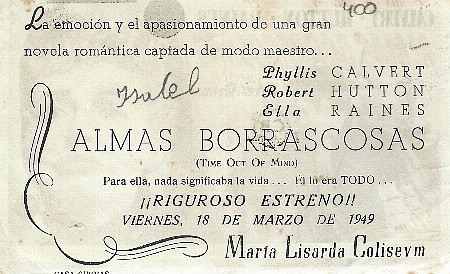 400
La emoción y el apasionamiento de una gran
novela romántica captada de modo maestro...
Phyllis CALVERT
Isabel
Robert HUTTON
Ella RAINES
ALMAS BORRASCOSAS
(TIME OUT OF MIND)
Para ella, nada significaba la vida... El lo era TODO...
¡¡RIGUROSO ESTRENO!!
VIERNES, 18 DE MARZO DE 1949
Marta Lisarda Coliseum